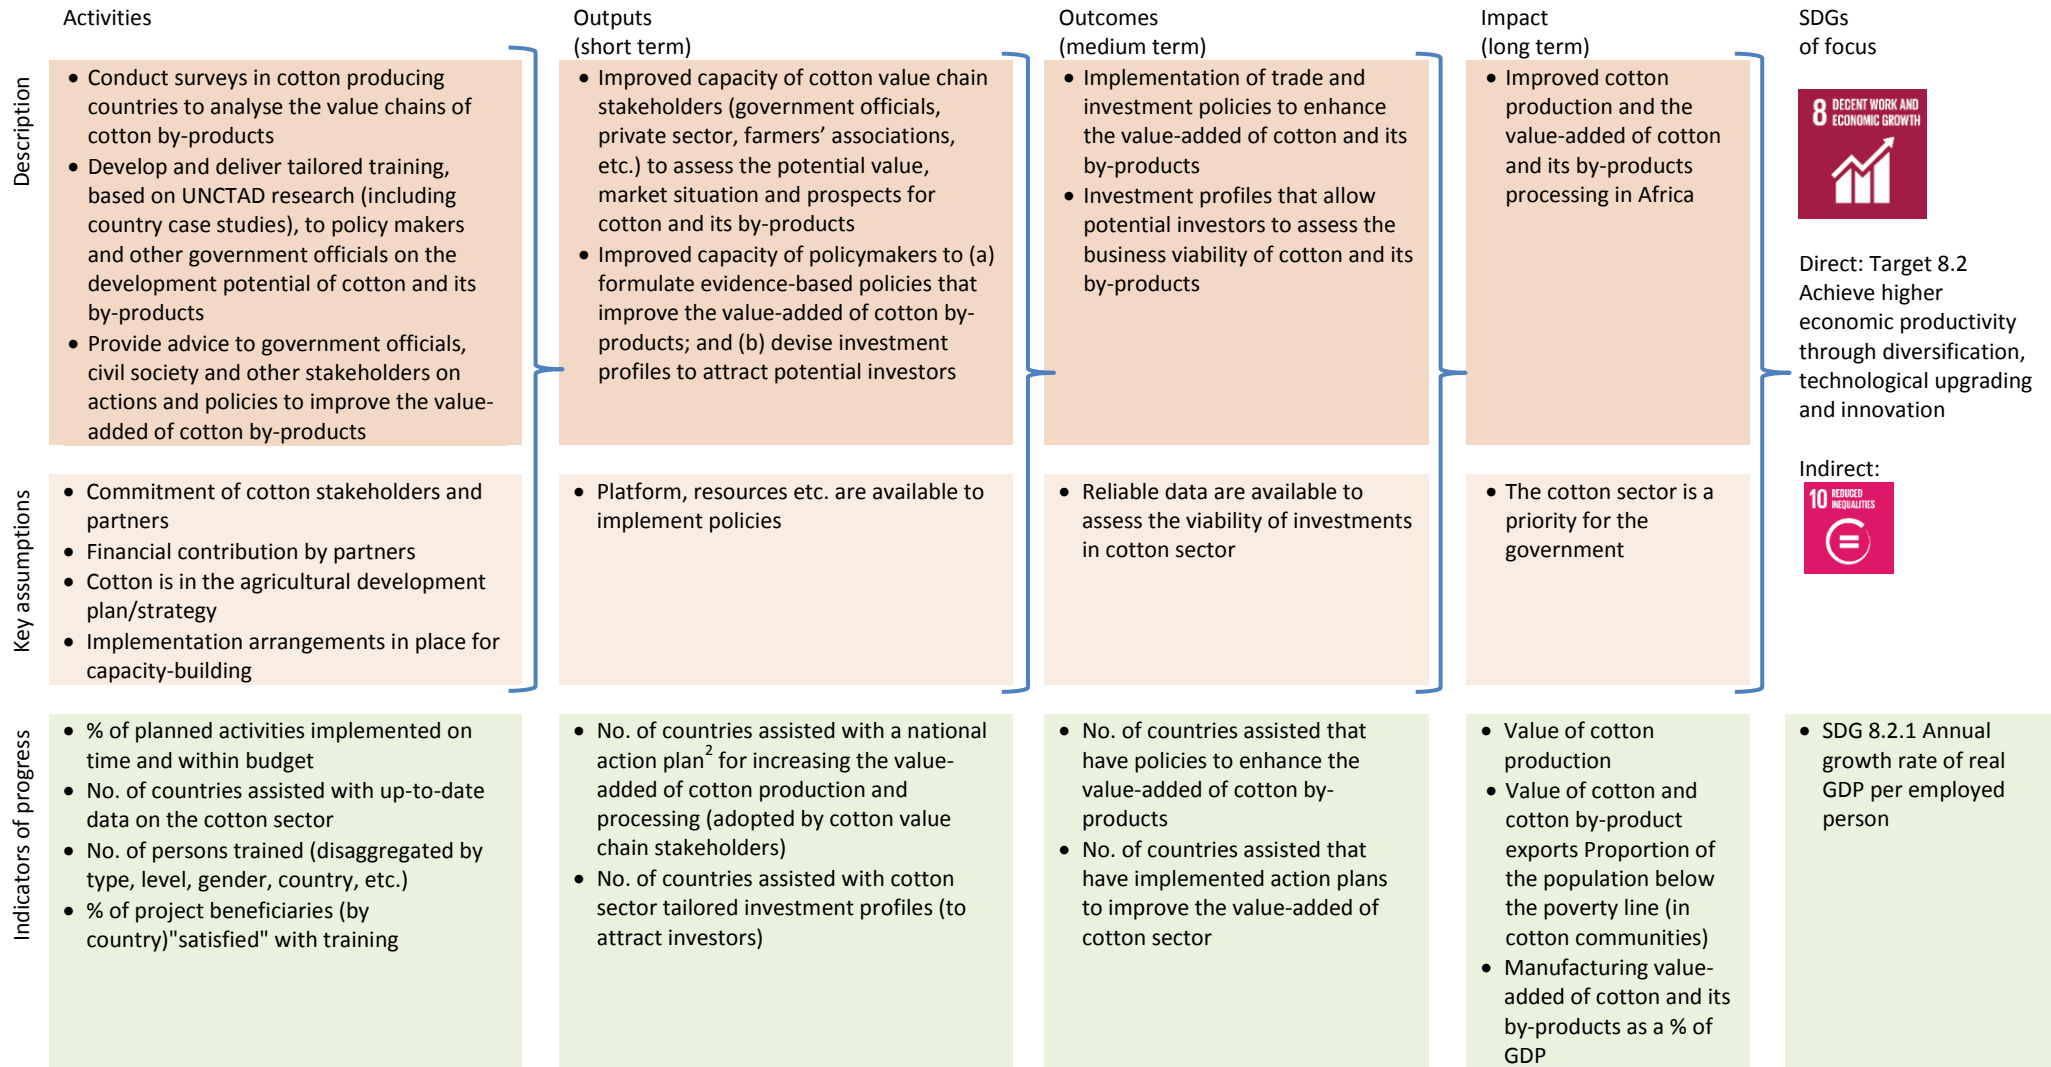 Activities
Outputs
(short term)
Outcomes
(medium term)
Impact
(long term)
SDGs
of focus
Description
• Conduct surveys in cotton producing
countries to analyse the value chains of
cotton by-products
• Develop and deliver tailored training,
based on UNCTAD research (including
country case studies), to policy makers
and other government officials on the
development potential of cotton and its
by-products
• Provide advice to government officials,
civil society and other stakeholders on
actions and policies to improve the value-
added of cotton by-products
• Improved capacity of cotton value chain
stakeholders (government officials,
private sector, farmers’ associations,
etc.) to assess the potential value,
market situation and prospects for
cotton and its by-products
• Improved capacity of policymakers to (a)
formulate evidence-based policies that
improve the value-added of cotton by-
products; and (b) devise investment
profiles to attract potential investors
• Implementation of trade and
investment policies to enhance
the value-added of cotton and its
by-products
• Investment profiles that allow
potential investors to assess the
business viability of cotton and its
by-products
• Improved cotton
production and the
value-added of cotton
and its by-products
processing in Africa
8 DECENT WORK AND
ECONOMIC GROWTH
Direct: Target 8.2
Achieve higher
economic productivity
through diversification,
technological upgrading
and innovation
Indirect:
10 REDUCED
INEQUALITIES
Key assumptions
• Commitment of cotton stakeholders and
partners
• Financial contribution by partners
• Cotton is in the agricultural development
plan/strategy
• Implementation arrangements in place for
capacity-building
• Platform, resources etc. are available to
implement policies
• Reliable data are available to
assess the viability of investments
in cotton sector
• The cotton sector is a
priority for the
government
Indicators of progress
• % of planned activities implemented on
time and within budget
• No. of countries assisted with up-to-date
data on the cotton sector
• No. of persons trained (disaggregated by
type, level, gender, country, etc.)
• % of project beneficiaries (by
country)"satisfied" with training
• No. of countries assisted with a national
action plan2 for increasing the value-
added of cotton production and
processing (adopted by cotton value
chain stakeholders)
• No. of countries assisted with cotton
sector tailored investment profiles (to
attract investors)
• No. of countries assisted that
have policies to enhance the
value-added of cotton by-
products
• No. of countries assisted that
have implemented action plans
to improve the value-added of
cotton sector
• Value of cotton
production
• Value of cotton and
cotton by-product
exports Proportion of
the population below
the poverty line (in
cotton communities)
• Manufacturing value-
added of cotton and its
by-products as a % of
GDP
• SDG 8.2.1 Annual
growth rate of real
GDP per employed
person